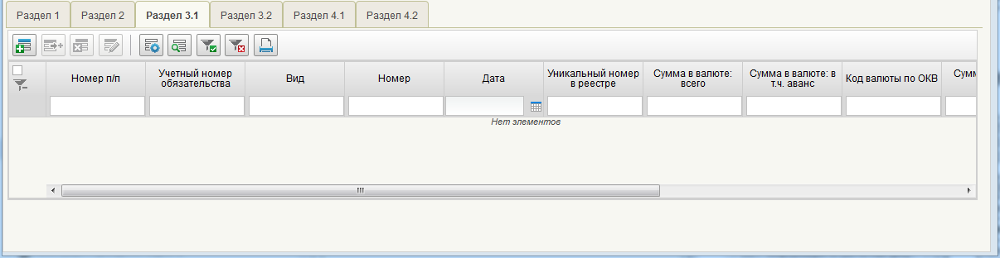 Раздел 1 Раздел 2 Раздел 3.1 Раздел 3.2 Раздел 4.1 Раздел 4.2
Номер п/п
Учетный номер
обязательства
Вид
Номер
Дата
Уникальный номер
в реестре
Сумма в валюте:
всего
Сумма в валюте: в
т.ч. аванс
Код валюты по ОКВ
Нет элементов